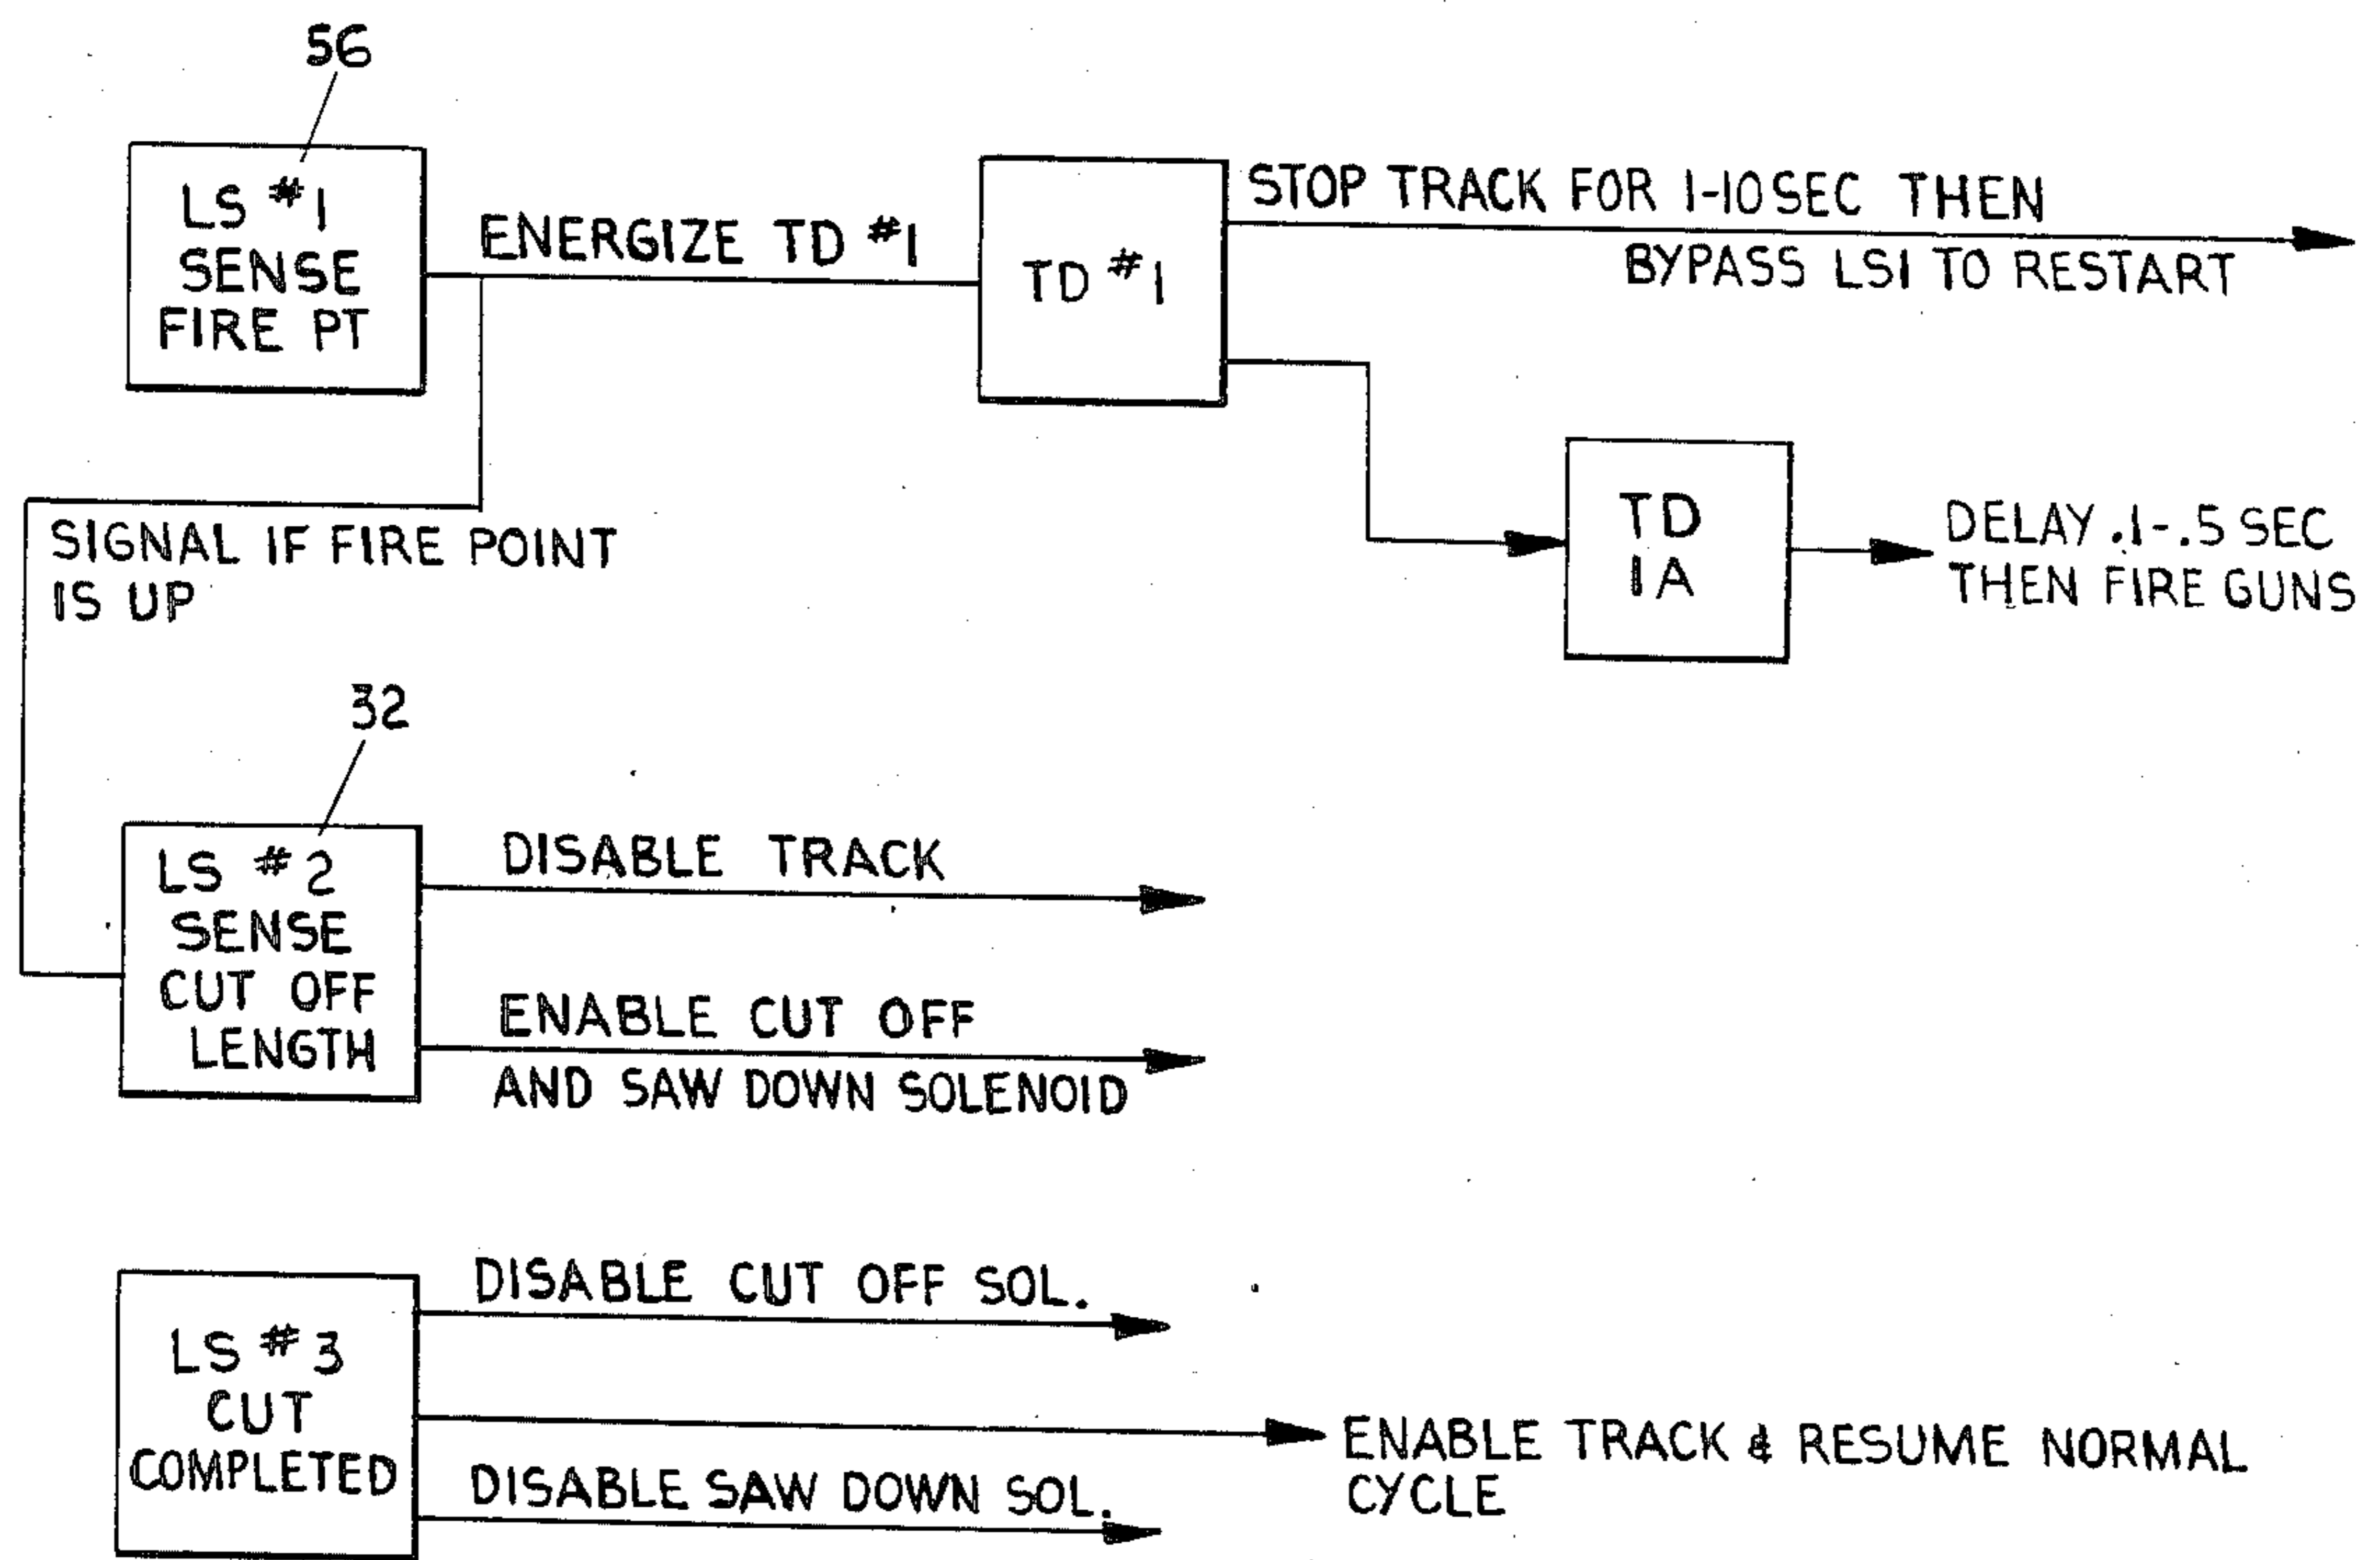 56
LS #1
SENSE
FIRE PT
ENERGIZE TD #1
TD #1
STOP TRACK FOR 1-10 SEC THEN
BYPASS LS1 TO RESTART
SIGNAL IF FIRE POINT
IS UP
TD
1A
DELAY .1-.5 SEC
THEN FIRE GUNS
32
LS #2
SENSE
CUT OFF
LENGTH
DISABLE TRACK
ENABLE CUT OFF
AND SAW DOWN SOLENOID
LS #3
CUT
COMPLETED
DISABLE CUT OFF SOL.
ENABLE TRACK & RESUME NORMAL
CYCLE
DISABLE SAW DOWN SOL.